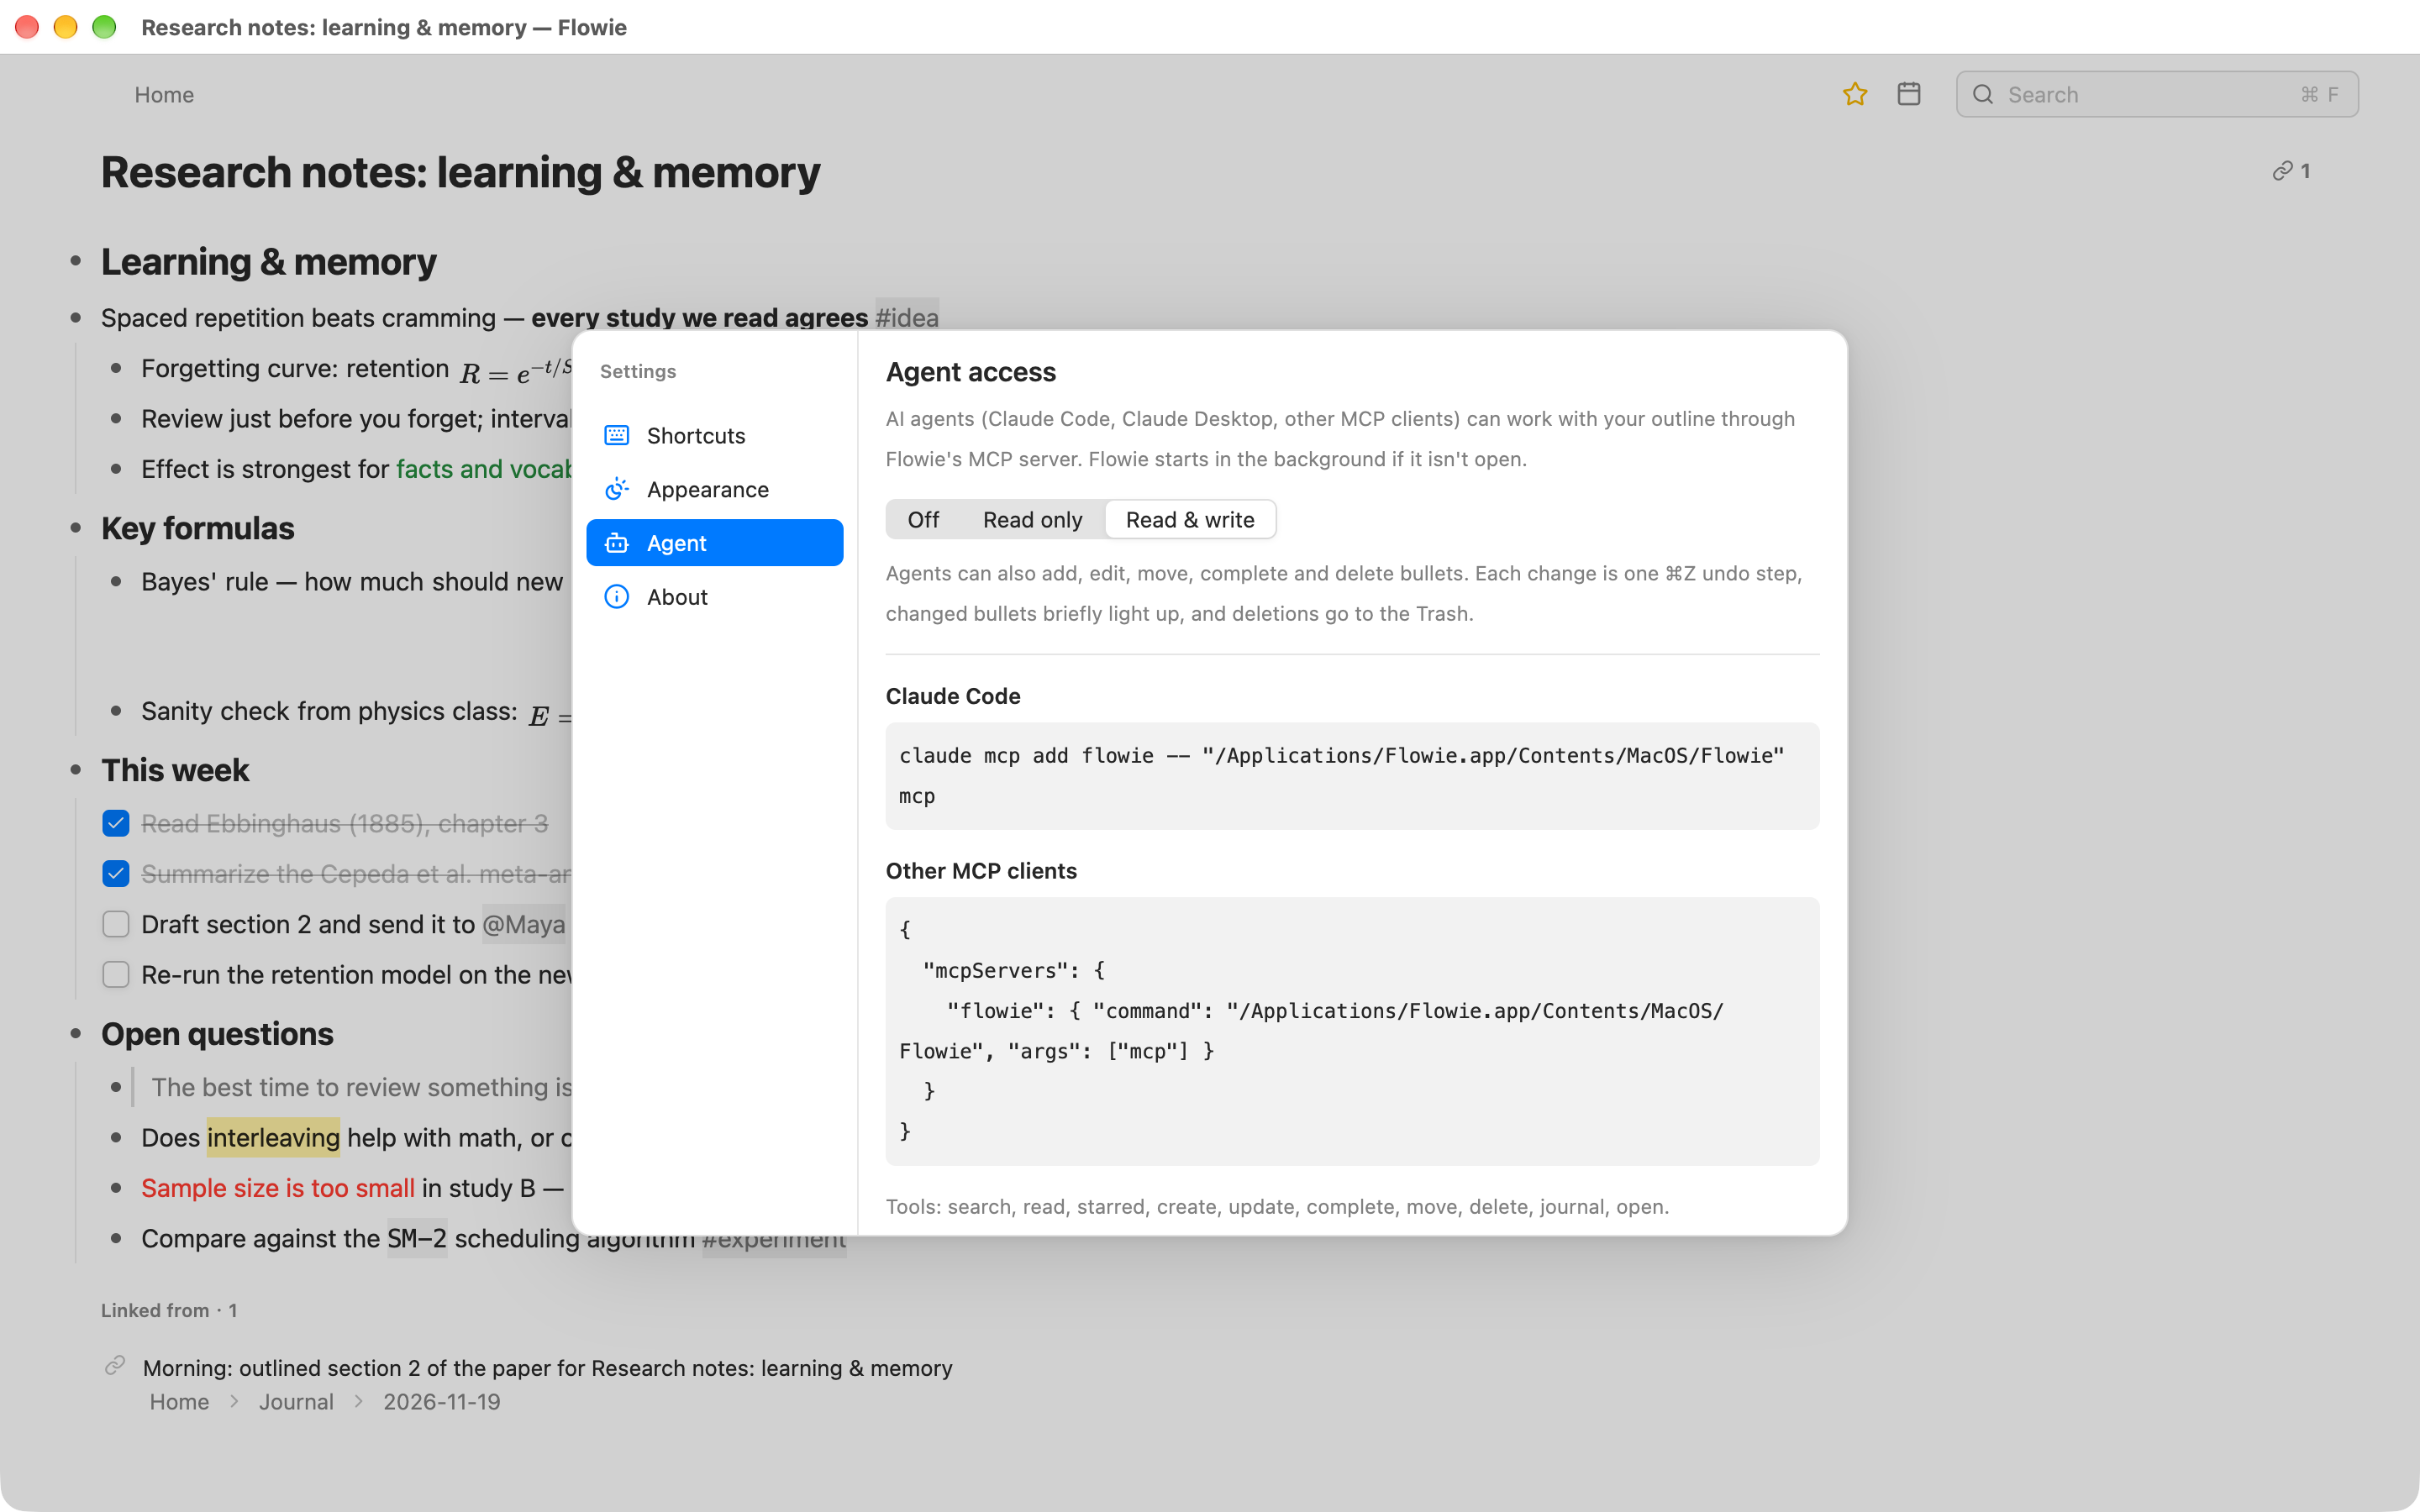 Research notes: learning & memory — Flowie
Home
Search ⌘ F
Research notes: learning & memory
1
Learning & memory
Spaced repetition beats cramming — every study we read agrees #idea
Forgetting curve: retention R = e^{-t/S}
Review just before you forget;
Effect is strongest for facts and
Key formulas
Bayes' rule — how much should new
Sanity check from physics class: E =
This week
Read Ebbinghaus (1885), chapter 3
Summarize the Cepeda et al.
Draft section 2 and send it to @Maya
Re-run the retention model on the
Open questions
The best time to review something is
Does interleaving help with math, or
Sample size is too small in study B —
Compare against the SM-2 scheduling algorithm #experiment
Linked from · 1
Morning: outlined section 2 of the paper for Research notes: learning & memory
Home > Journal > 2026-11-19
Settings
Shortcuts
Appearance
Agent
About
Agent access
AI agents (Claude Code, Claude Desktop, other MCP clients) can work with your outline through
Flowie's MCP server. Flowie starts in the background if it isn't open.
Off Read only Read & write
Agents can also add, edit, move, complete and delete bullets. Each change is one ⌘Z undo step,
changed bullets briefly light up, and deletions go to the Trash.
Claude Code
claude mcp add flowie -- "/Applications/Flowie.app/Contents/MacOS/Flowie"
mcp
Other MCP clients
{
"mcpServers": {
"flowie": { "command": "/Applications/Flowie.app/Contents/MacOS/
Flowie", "args": ["mcp"] }
}
}
Tools: search, read, starred, create, update, complete, move, delete, journal, open.